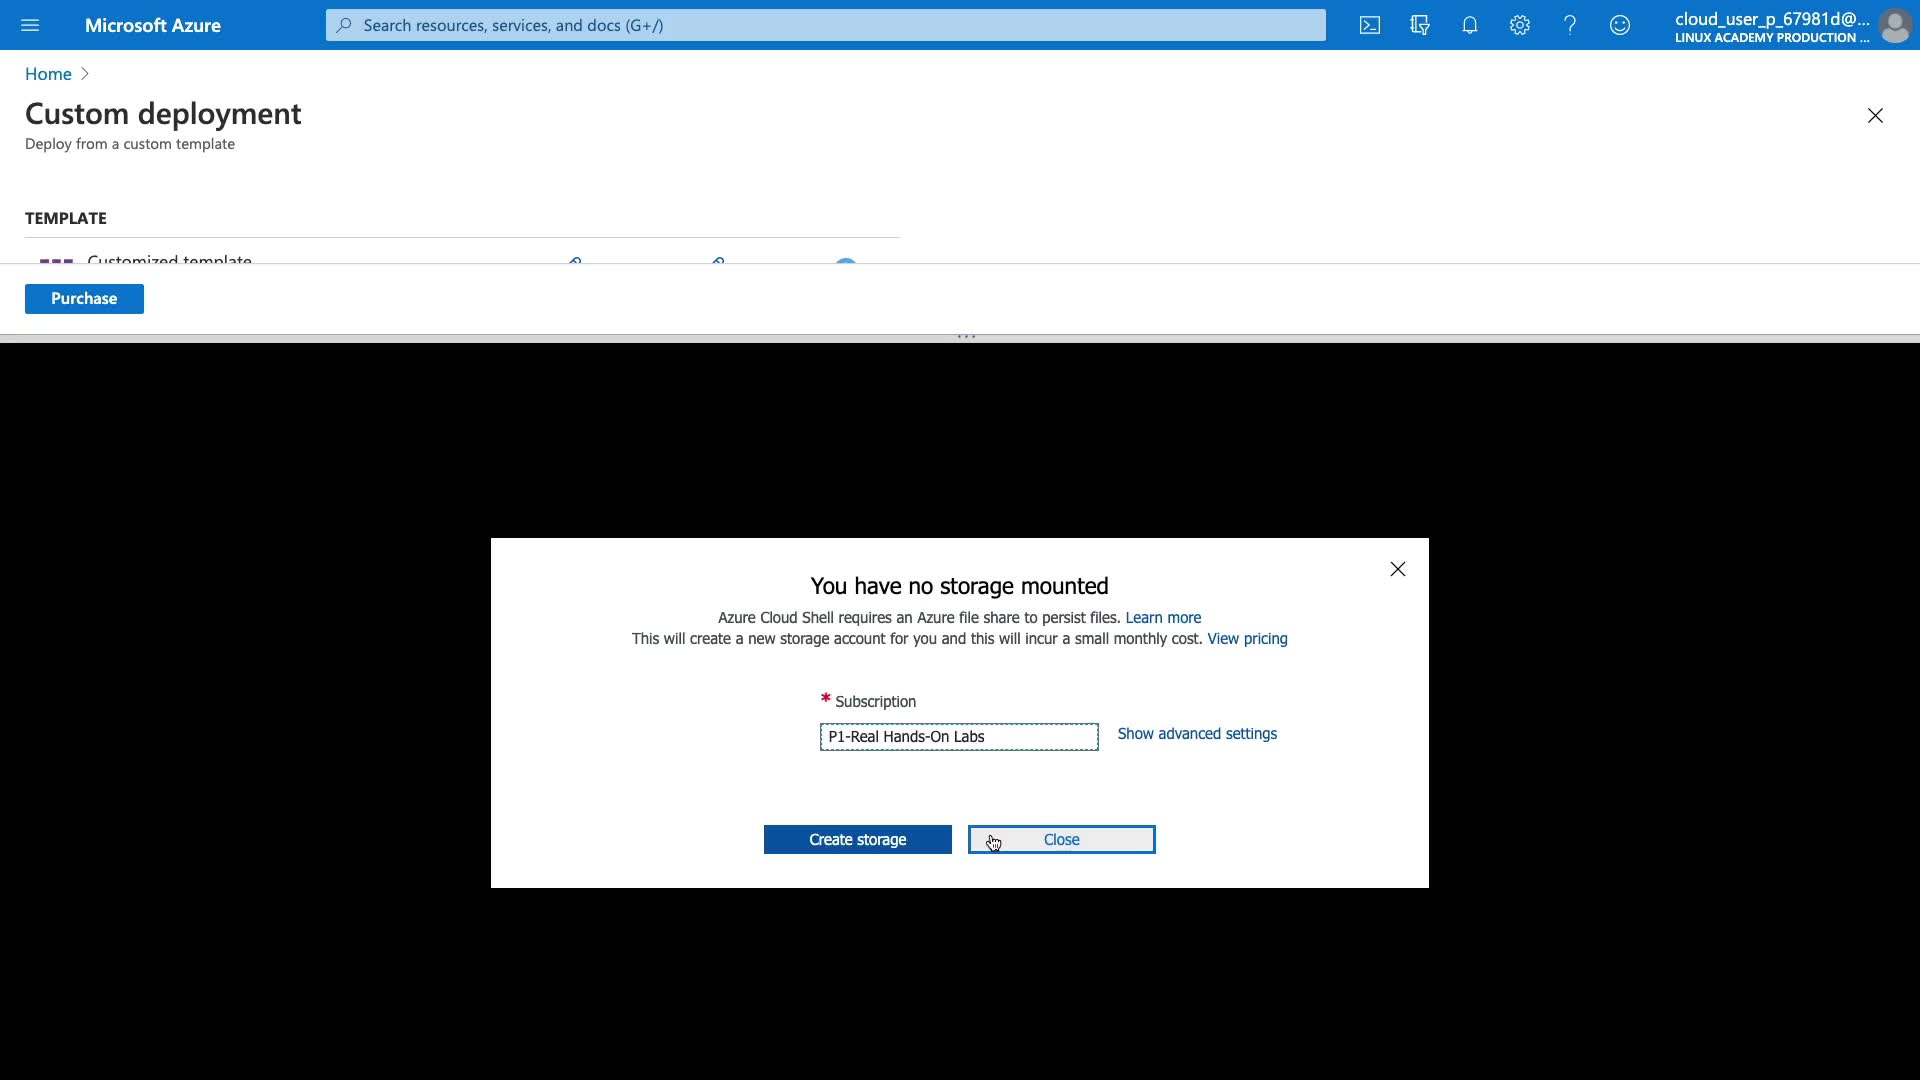 Microsoft Azure
Search resources, services, and docs (G+/)
cloud_user_p_67981d@...
LINUX ACADEMY PRODUCTION ...
Home
Custom deployment
Deploy from a custom template
TEMPLATE
Customized template
Purchase
You have no storage mounted
Azure Cloud Shell requires an Azure file share to persist files. Learn more
This will create a new storage account for you and this will incur a small monthly cost. View pricing
* Subscription
P1-Real Hands-On Labs
Show advanced settings
Create storage
Close